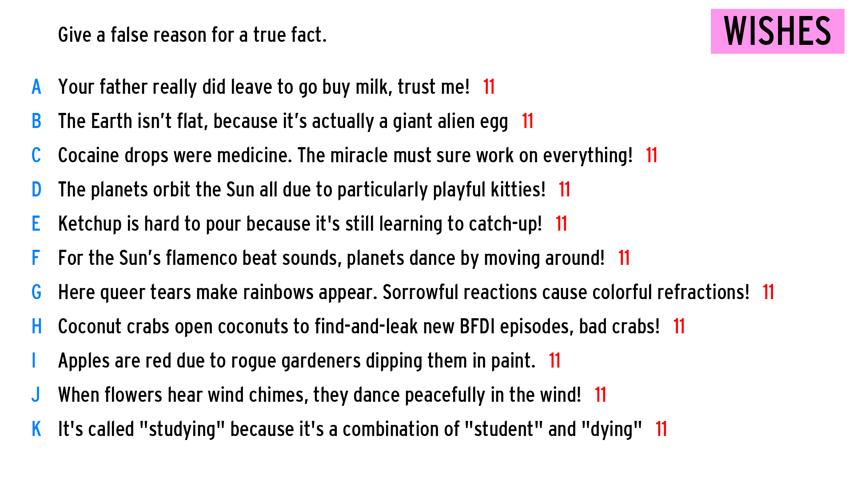 WISHES
Give a false reason for a true fact.
A Your father really did leave to go buy milk, trust me! 11
B The Earth isn’t flat, because it’s actually a giant alien egg 11
C Cocaine drops were medicine. The miracle must sure work on everything! 11
D The planets orbit the Sun all due to particularly playful kitties! 11
E Ketchup is hard to pour because it's still learning to catch-up! 11
F For the Sun’s flamenco beat sounds, planets dance by moving around! 11
G Here queer tears make rainbows appear. Sorrowful reactions cause colorful refractions! 11
H Coconut crabs open coconuts to find-and-leak new BFDI episodes, bad crabs! 11
I Apples are red due to rogue gardeners dipping them in paint. 11
J When flowers hear wind chimes, they dance peacefully in the wind! 11
K It's called "studying" because it's a combination of "student" and "dying" 11